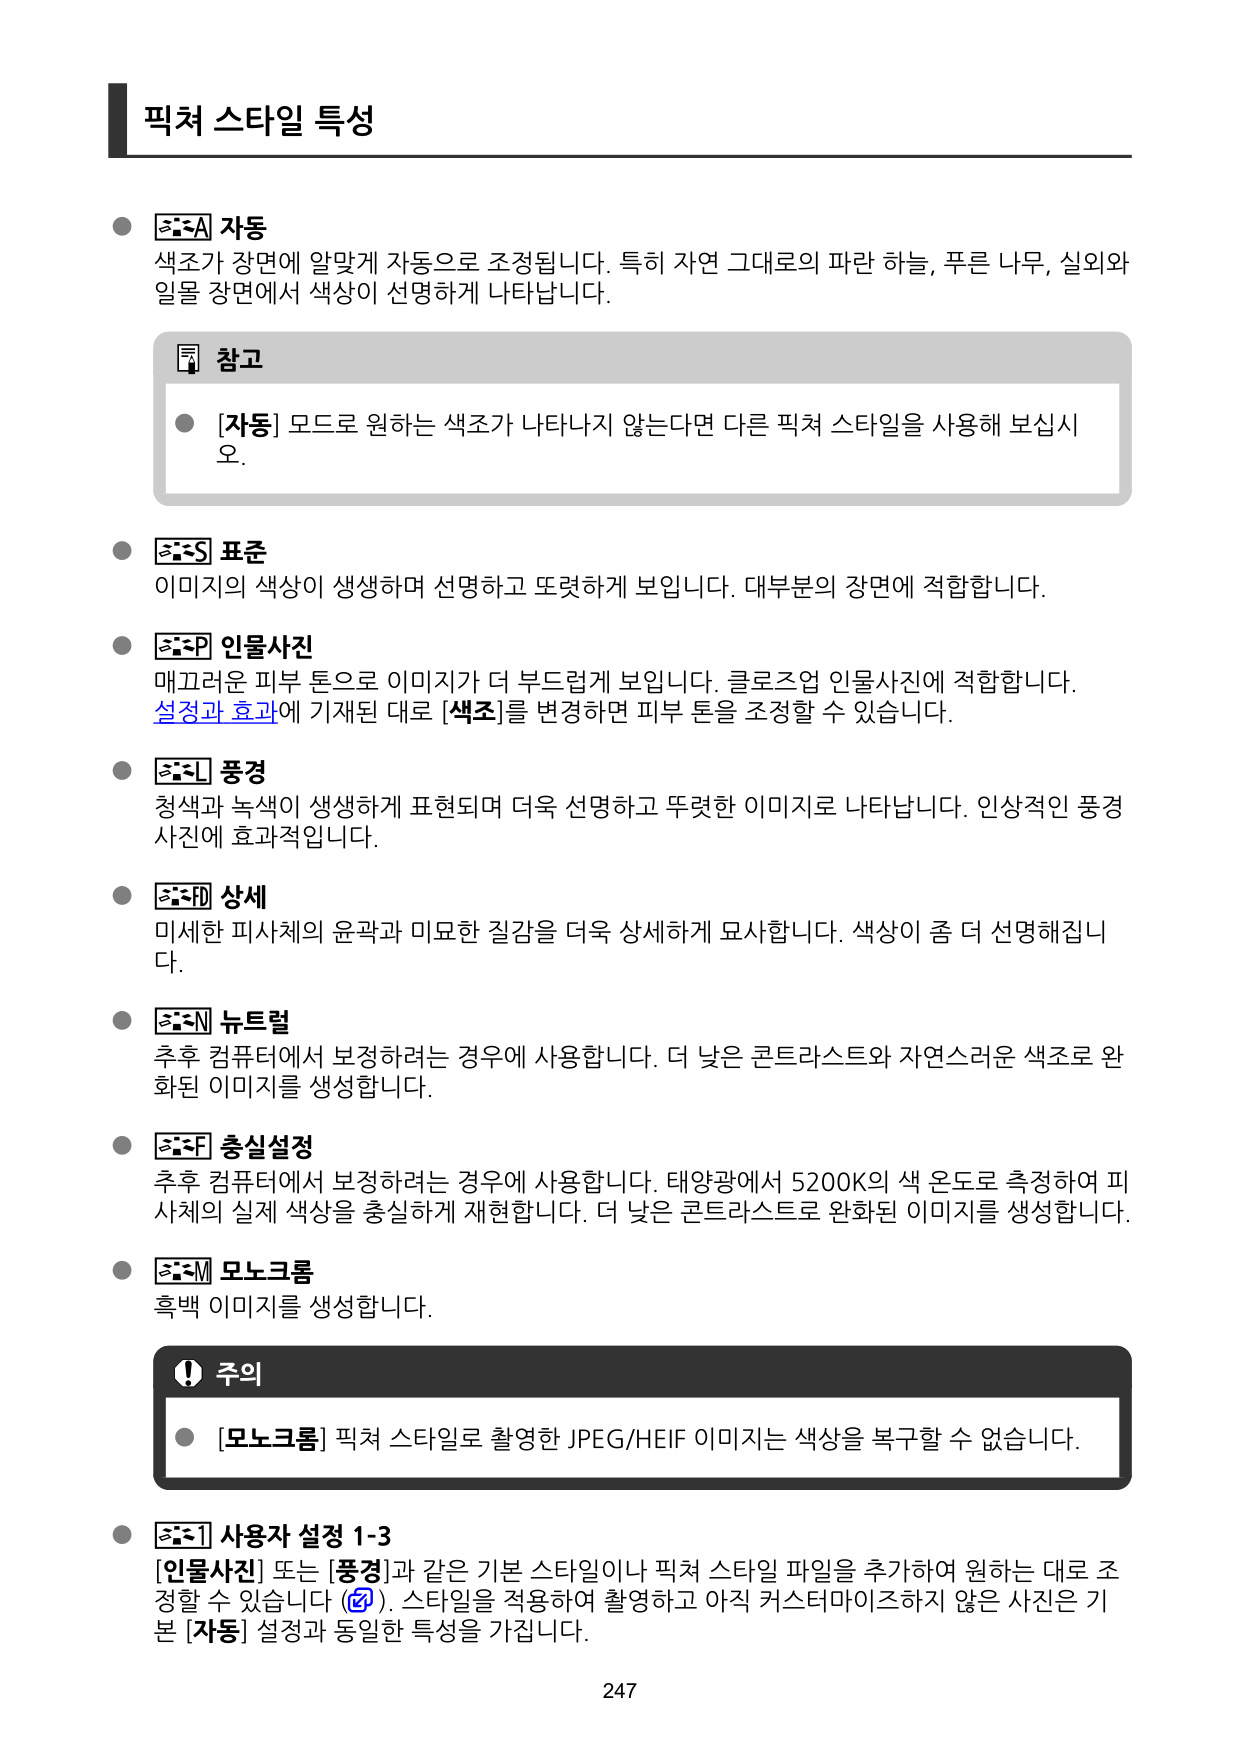 픽쳐 스타일 특성
A 자동
색조가 장면에 알맞게 자동으로 조정됩니다. 특히 자연 그대로의 파란 하늘, 푸른 나무, 실외와
일몰 장면에서 색상이 선명하게 나타납니다.
참고
[자동] 모드로 원하는 색조가 나타나지 않는다면 다른 픽쳐 스타일을 사용해 보십시
오.
S 표준
이미지의 색상이 생생하며 선명하고 또렷하게 보입니다. 대부분의 장면에 적합합니다.
P 인물사진
매끄러운 피부 톤으로 이미지가 더 부드럽게 보입니다. 클로즈업 인물사진에 적합합니다.
설정과 효과에 기재된 대로 [색조]를 변경하면 피부 톤을 조정할 수 있습니다.
L 풍경
청색과 녹색이 생생하게 표현되며 더욱 선명하고 뚜렷한 이미지로 나타납니다. 인상적인 풍경
사진에 효과적입니다.
FD 상세
미세한 피사체의 윤곽과 미묘한 질감을 더욱 상세하게 묘사합니다. 색상이 좀 더 선명해집니
다.
N 뉴트럴
추후 컴퓨터에서 보정하려는 경우에 사용합니다. 더 낮은 콘트라스트와 자연스러운 색조로 완
화된 이미지를 생성합니다.
F 충실설정
추후 컴퓨터에서 보정하려는 경우에 사용합니다. 태양광에서 5200K의 색 온도로 측정하여 피
사체의 실제 색상을 충실하게 재현합니다. 더 낮은 콘트라스트로 완화된 이미지를 생성합니다.
M 모노크롬
흑백 이미지를 생성합니다.
주의
[모노크롬] 픽쳐 스타일로 촬영한 JPEG/HEIF 이미지는 색상을 복구할 수 없습니다.
1 사용자 설정 1-3
[인물사진] 또는 [풍경]과 같은 기본 스타일이나 픽쳐 스타일 파일을 추가하여 원하는 대로 조
정할 수 있습니다 ( ). 스타일을 적용하여 촬영하고 아직 커스터마이즈하지 않은 사진은 기
본 [자동] 설정과 동일한 특성을 가집니다.
247